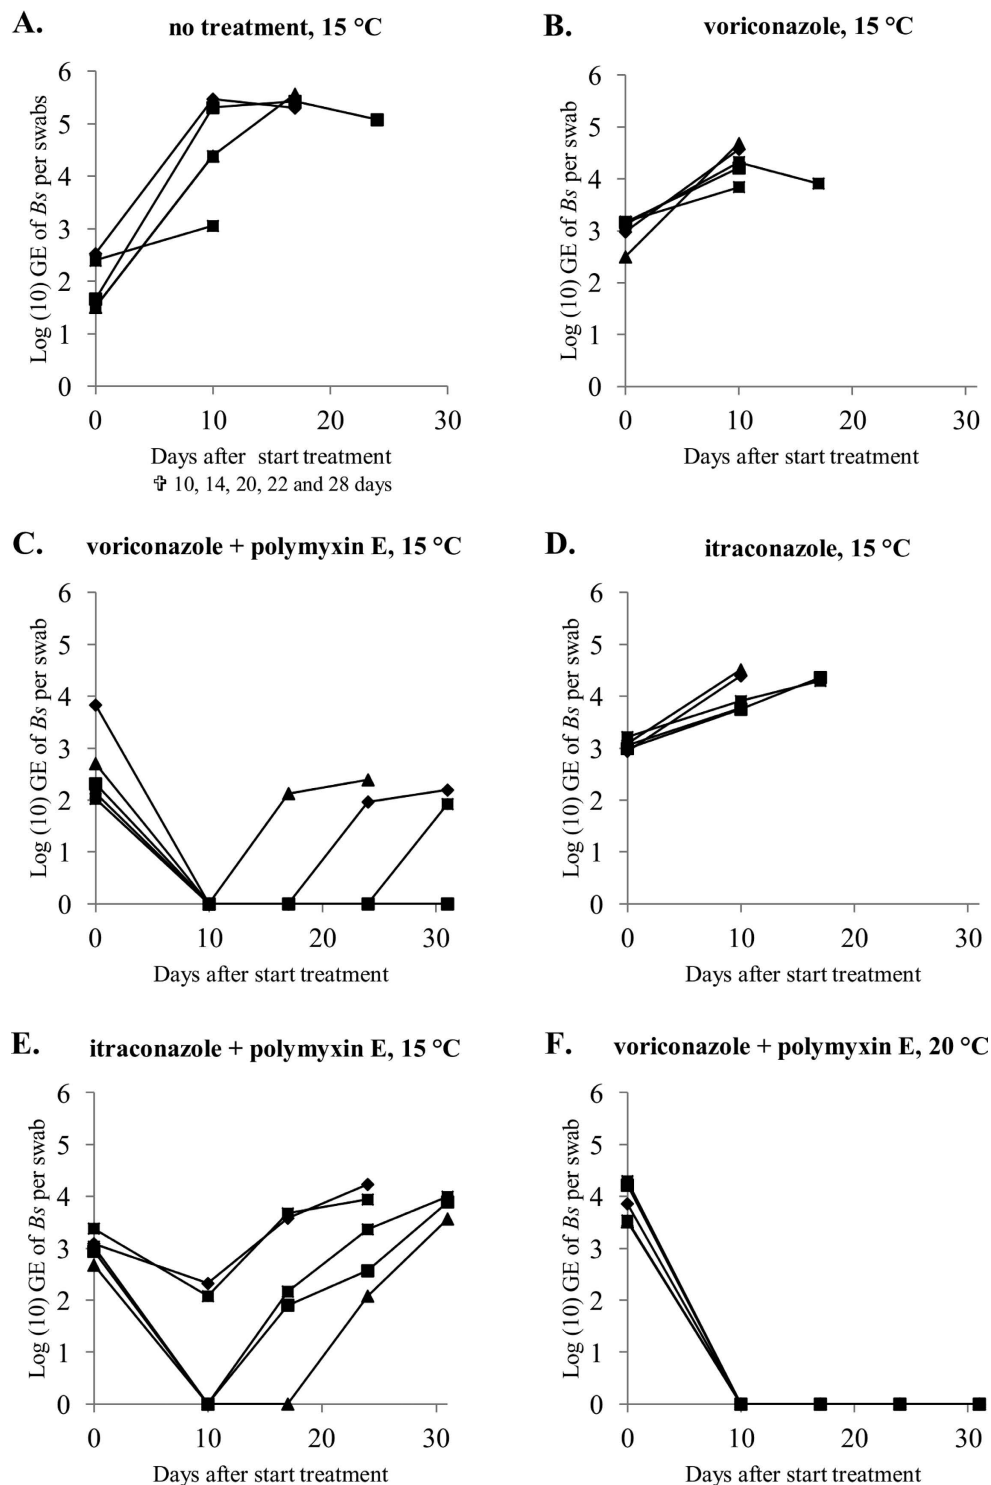 A. no treatment, 15 °C
Log (10) GE of Bs per swabs
6
5
4
3
2
1
0
0 10 20 30
Days after start treatment
✞ 10, 14, 20, 22 and 28 days
B. voriconazole, 15 °C
Log (10) GE of Bs per swab
6
5
4
3
2
1
0
0 10 20 30
Days after start treatment
C. voriconazole + polymyxin E, 15 °C
Log (10) GE of Bs per swab
6
5
4
3
2
1
0
0 10 20 30
Days after start treatment
D. itraconazole, 15 °C
Log (10) GE of Bs per swab
6
5
4
3
2
1
0
0 10 20 30
Days after start treatment
E. itraconazole + polymyxin E, 15 °C
Log (10) GE of Bs per swab
6
5
4
3
2
1
0
0 10 20 30
Days after start treatment
F. voriconazole + polymyxin E, 20 °C
Log (10) GE of Bs per swab
6
5
4
3
2
1
0
0 10 20 30
Days after start treatment